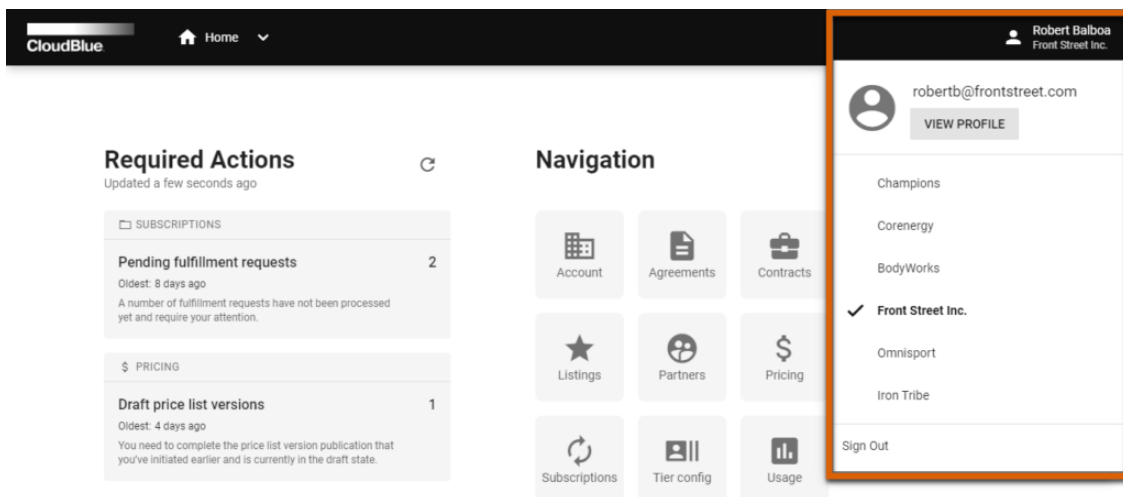 CloudBlue.
Home
Robert Balboa
Front Street Inc.
robertb@frontstreet.com
VIEW PROFILE
Champions
Corenergy
BodyWorks
Front Street Inc.
Omnisport
Iron Tribe
Sign Out
Required Actions
Updated a few seconds ago
SUBSCRIPTIONS
Pending fulfillment requests 2
Oldest: 8 days ago
A number of fulfillment requests have not been processed
yet and require your attention.
$ PRICING
Draft price list versions 1
Oldest: 4 days ago
You need to complete the price list version publication that
you've initiated earlier and is currently in the draft state.
Navigation
Account Agreements Contracts
Listings Partners Pricing
Subscriptions Tier config Usage